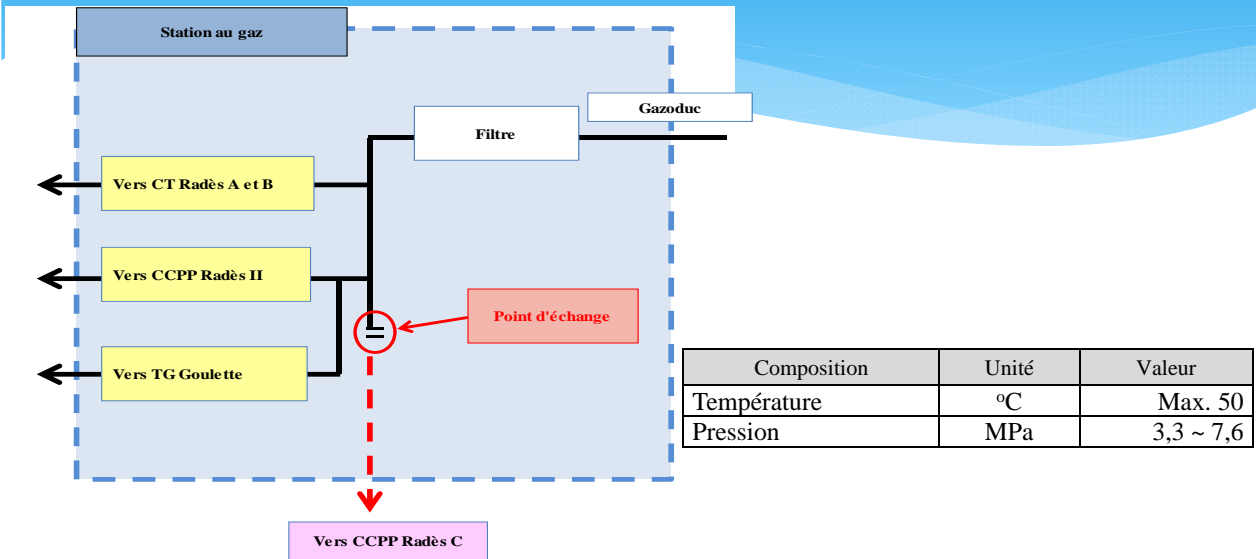 Station au gaz
Gazoduc
Filtre
Vers CT Radès A et B
Vers CCPP Radès II
Point d'échange
Vers TG Goulette
Composition Unité Valeur
Température °C Max. 50
Pression MPa 3,3 ~ 7,6
Vers CCPP Radès C